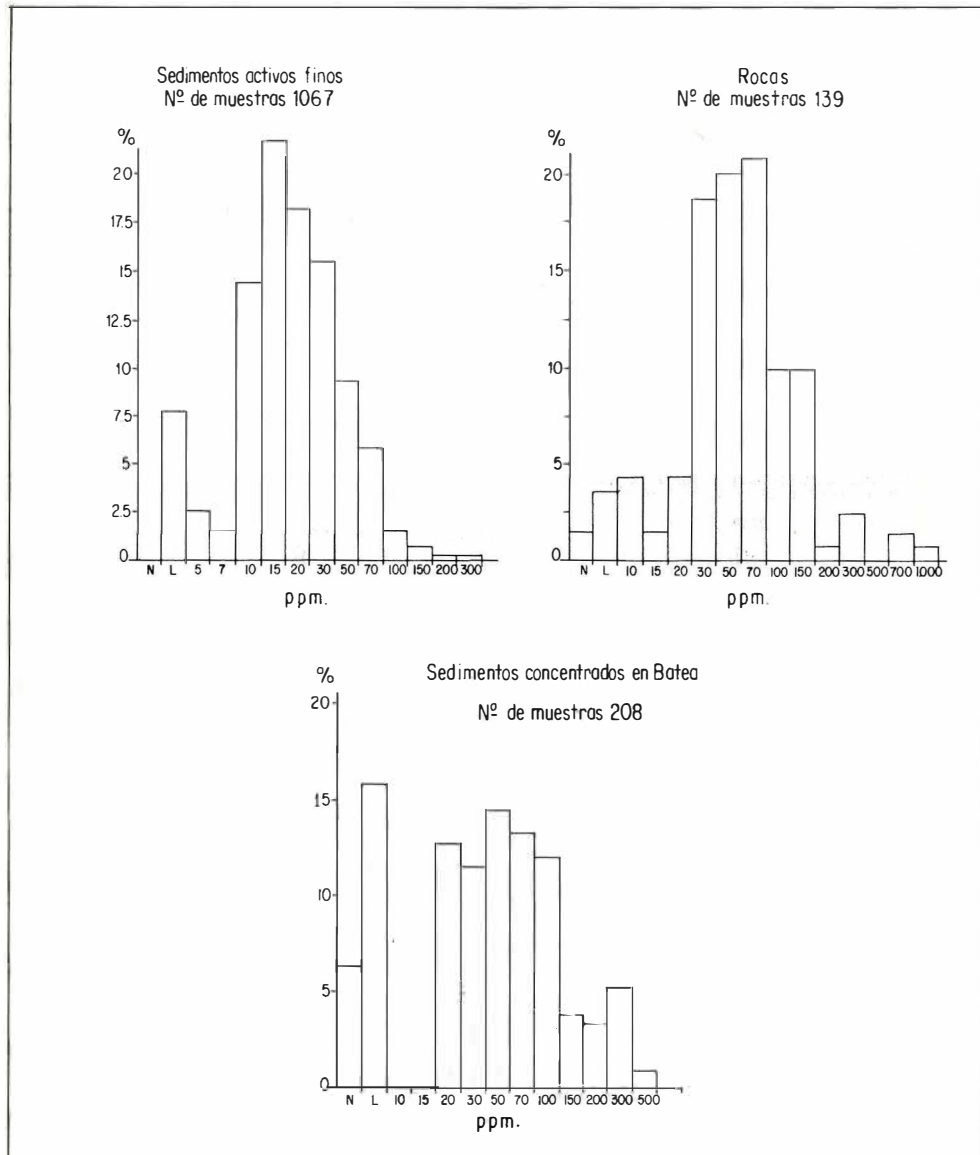 Sedimentos activos finos
Nº de muestras 1067
%
20
17.5
15
12.5
10
7.5
5
2.5
0
N L 5 7 10 15 20 30 50 70 100 150 200 300
ppm.
Rocas
Nº de muestras 139
%
20
15
10
5
0
N L 10 15 20 30 50 70 100 150 200 300 500 700 1000
ppm.
Sedimentos concentrados en Batea
Nº de muestras 208
%
20
15
10
5
0
N L 10 15 20 30 50 70 100 150 200 300 500
ppm.